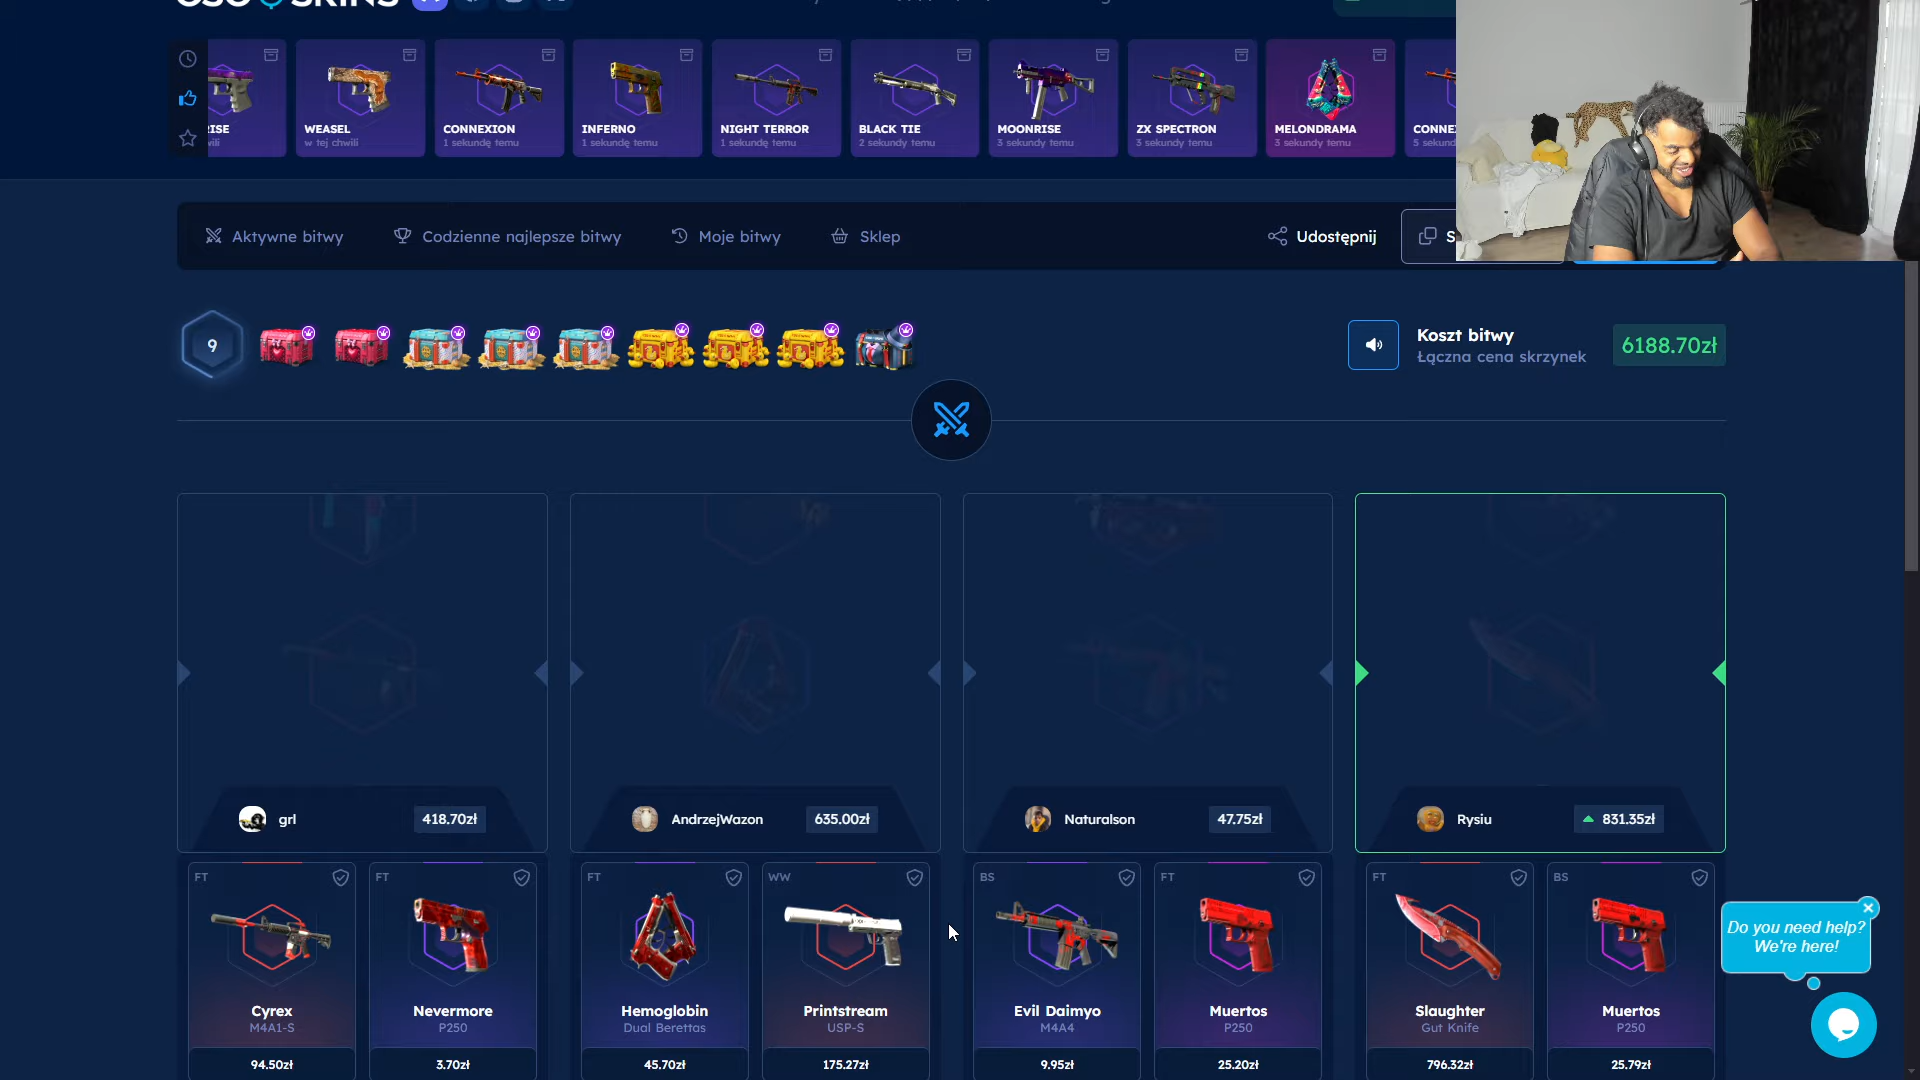 WEASEL
w tej chwili
CONNEXION
1 sekundę temu
INFERNO
1 sekundę temu
NIGHT TERROR
1 sekundę temu
BLACK TIE
2 sekundy temu
MOONRISE
3 sekundy temu
ZX SPECTRON
3 sekundy temu
MELONDRAMA
3 sekundy temu
Aktywne bitwy
Codzienne najlepsze bitwy
Moje bitwy
Sklep
Udostępnij
9
Koszt bitwy
Łączna cena skrzynek
6188.70zł
grl
418.70zł
AndrzejWazon
635.00zł
Naturalson
47.75zł
Rysiu
831.35zł
FT
Cyrex
M4A1-S
94.50zł
FT
Nevermore
P250
3.70zł
FT
Hemoglobin
Dual Berettas
45.70zł
WW
Printstream
USP-S
175.27zł
BS
Evil Daimyo
M4A4
9.95zł
FT
Muertos
P250
25.20zł
FT
Slaughter
Gut Knife
796.32zł
BS
Muertos
P250
25.79zł
Do you need help?
We're here!